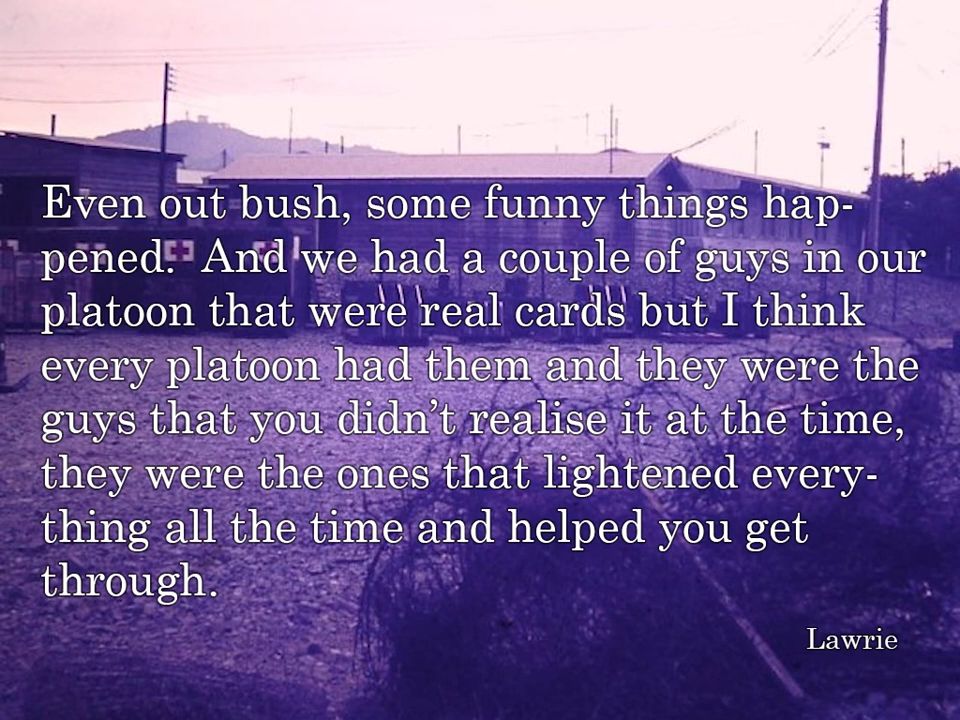 Even out bush, some funny things hap-
pened.  And we had a couple of guys in our
platoon that were real cards but I think
every platoon had them and they were the
guys that you didn’t realise it at the time,
they were the ones that lightened every-
thing all the time and helped you get
through.
Lawrie